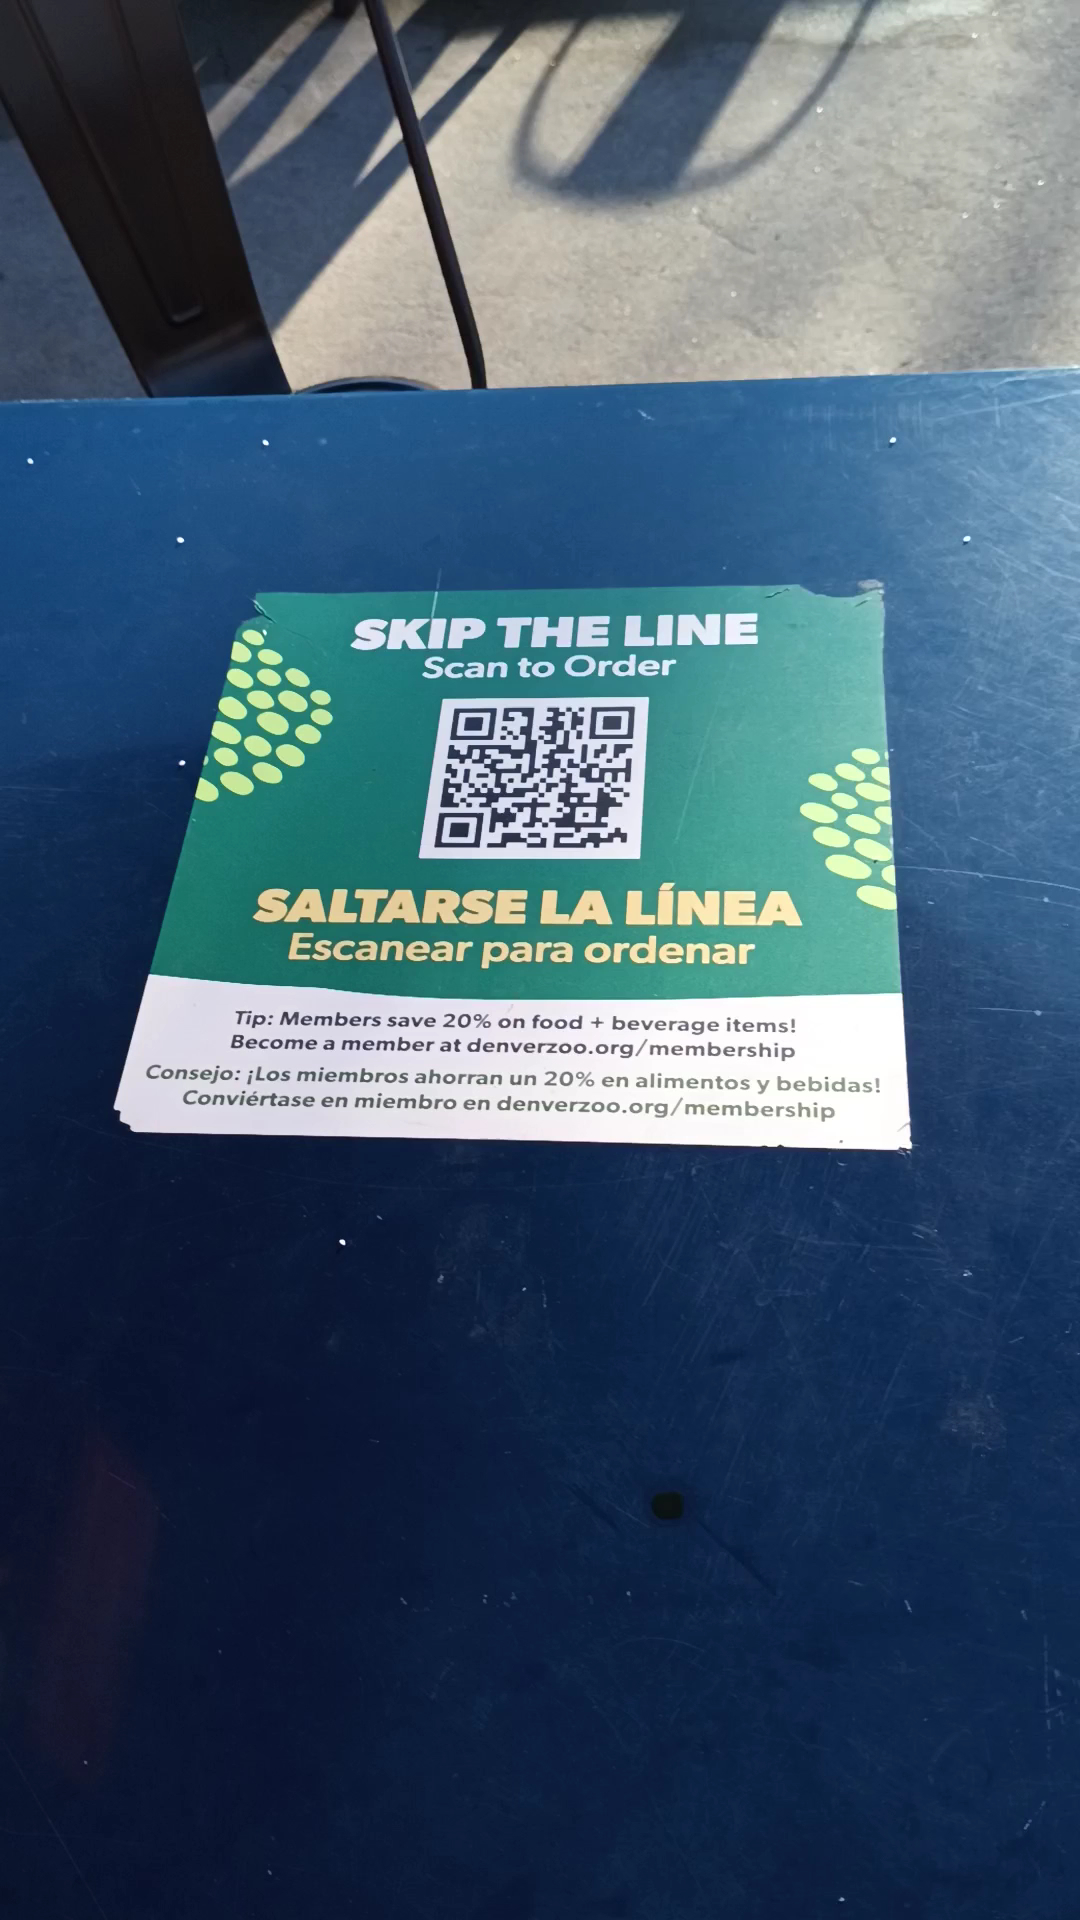 SKIP THE LINE
Scan to Order
SALTARSE LA LÍNEA
Escanear para ordenar
Tip: Members save 20% on food + beverage items!
Become a member at denverzoo.org/membership
Consejo: ¡Los miembros ahorran un 20% en alimentos y bebidas!
Conviértase en miembro en denverzoo.org/membership